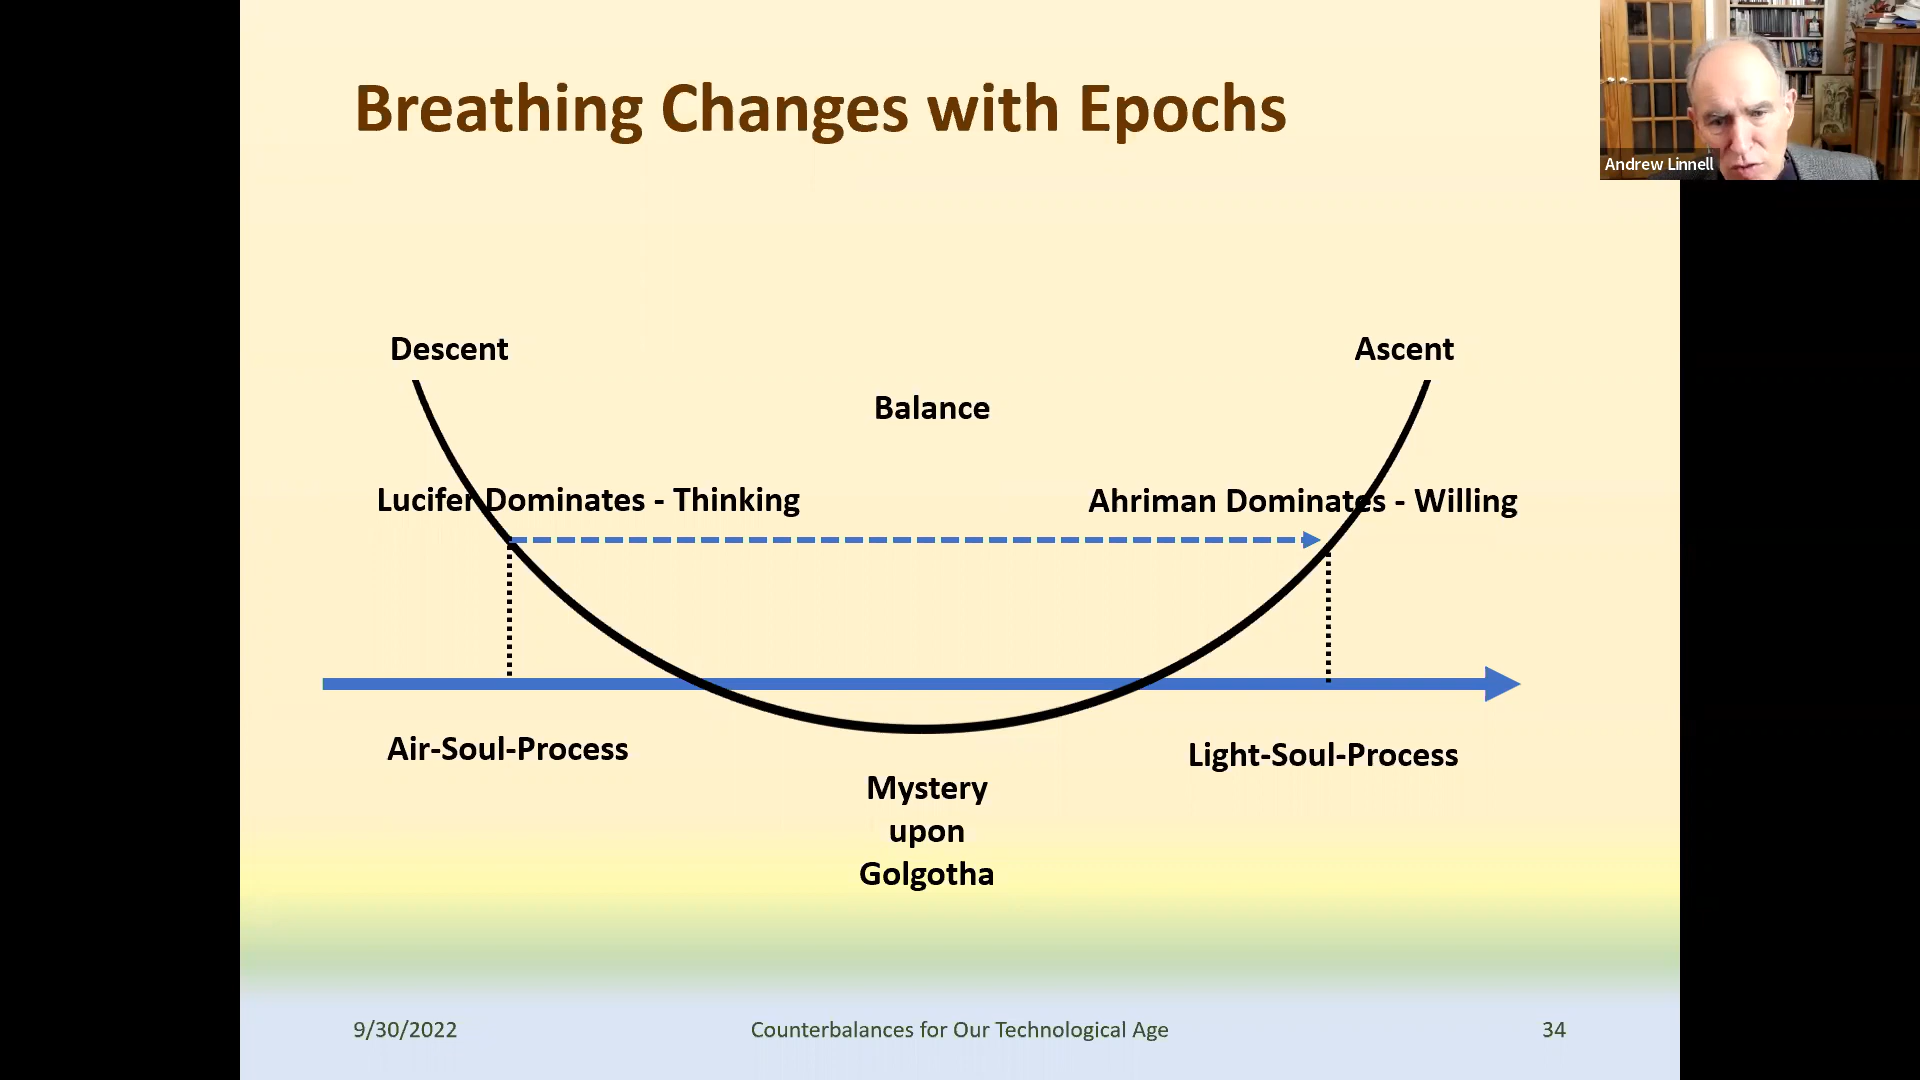 Breathing Changes with Epochs
Andrew Linnell
Descent
Ascent
Balance
Lucifer Dominates - Thinking
Ahriman Dominates - Willing
Air-Soul-Process
Light-Soul-Process
Mystery
upon
Golgotha
9/30/2022
Counterbalances for Our Technological Age
34